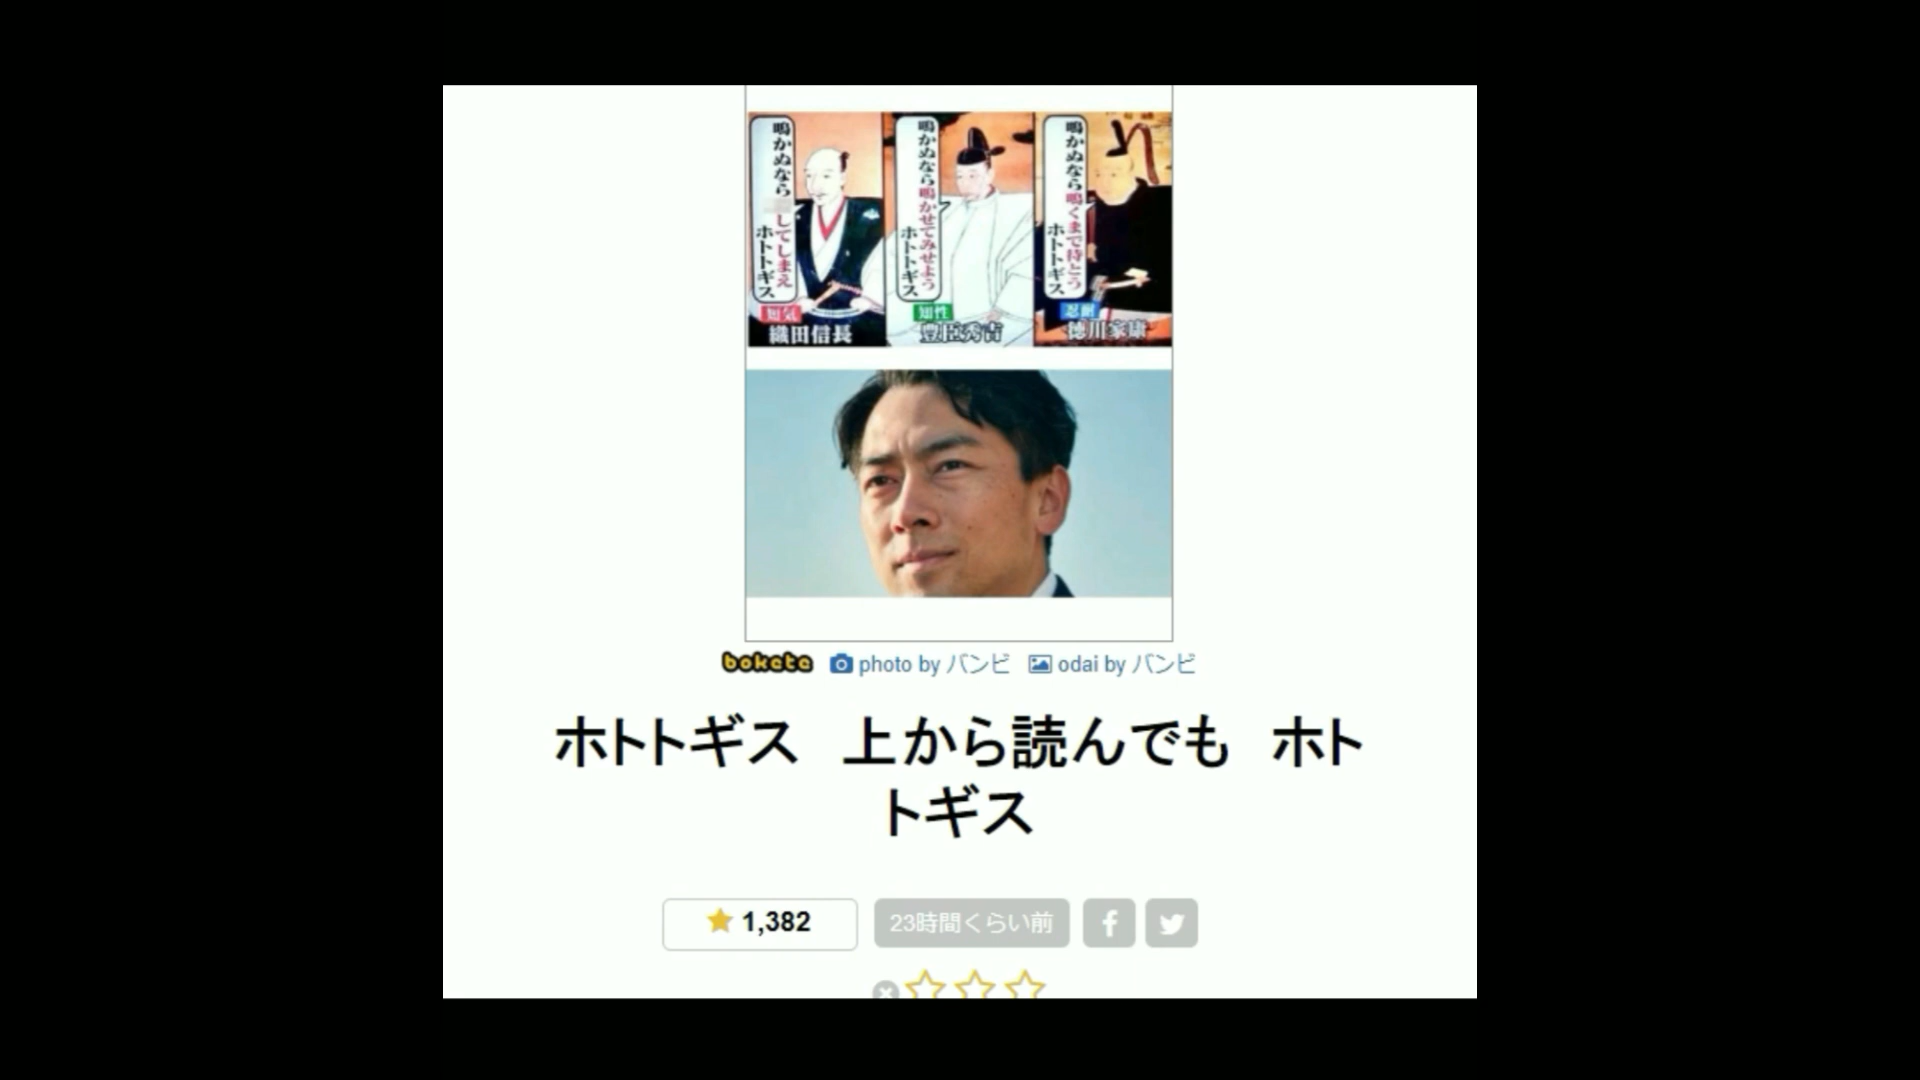 鳴かぬなら
してしまえ
ホトトギス
短気
織田信長
鳴かぬなら鳴かせてみせよう
ホトトギス
知性
豊臣秀吉
鳴かぬなら鳴くまで待とう
ホトトギス
忍耐
徳川家康
bokete photo by バンビ odai by バンビ
ホトトギス 上から読んでも ホト
トギス
1,382 23時間くらい前